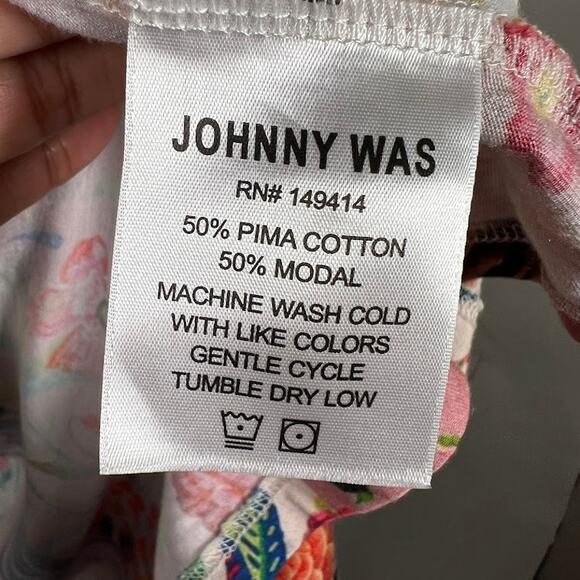 JOHNNY WAS
RN# 149414
50% PIMA COTTON
50% MODAL
MACHINE WASH COLD
WITH LIKE COLORS
GENTLE CYCLE
TUMBLE DRY LOW